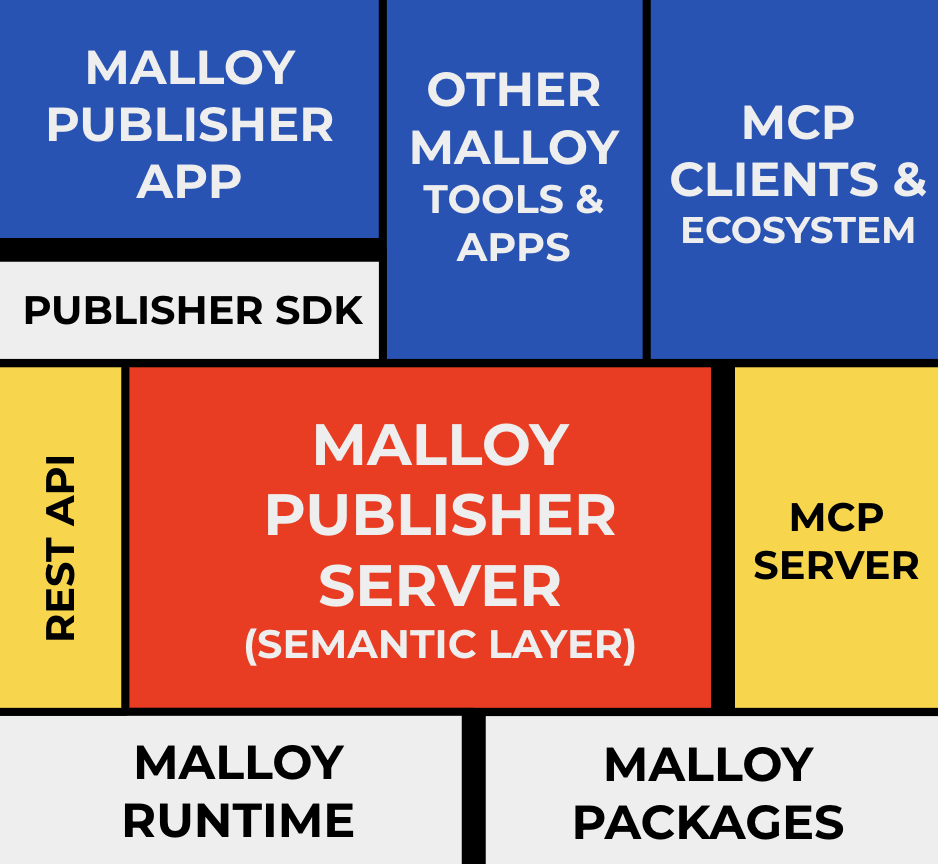 MALLOY
PUBLISHER
APP
OTHER
MALLOY
TOOLS &
APPS
MCP
CLIENTS &
ECOSYSTEM
PUBLISHER SDK
REST API
MALLOY
PUBLISHER
SERVER
(SEMANTIC LAYER)
MCP
SERVER
MALLOY
RUNTIME
MALLOY
PACKAGES